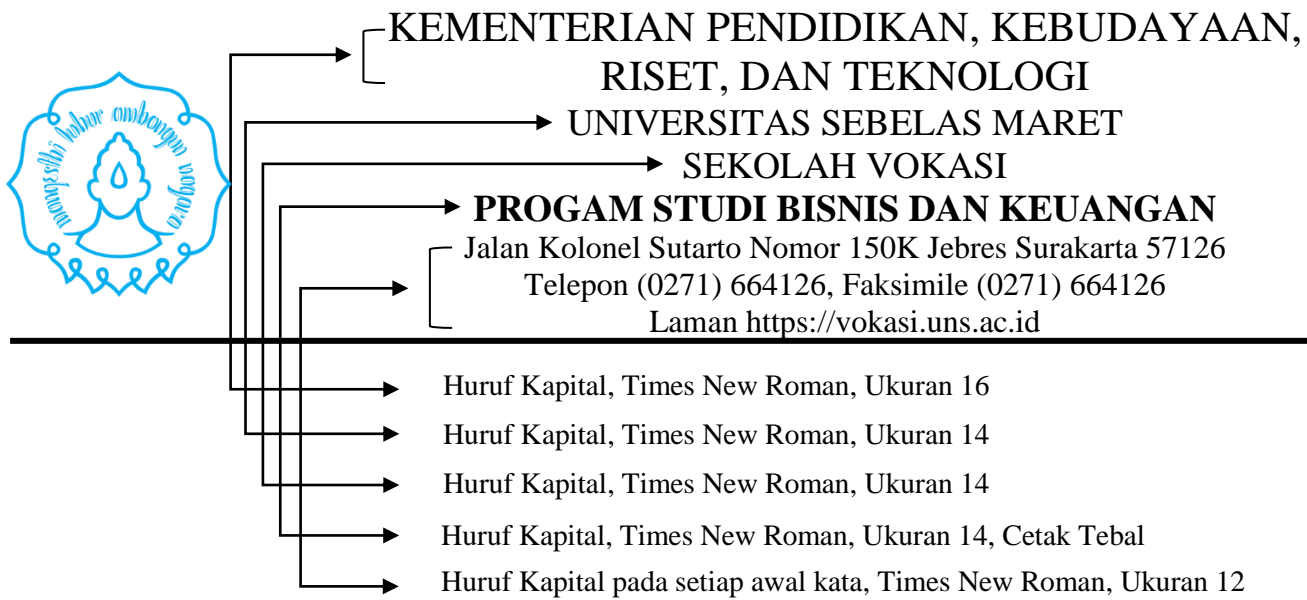 KEMENTERIAN PENDIDIKAN, KEBUDAYAAN,
RISET, DAN TEKNOLOGI
mangesthi luhur ambangun nagara
UNIVERSITAS SEBELAS MARET
SEKOLAH VOKASI
PROGAM STUDI BISNIS DAN KEUANGAN
Jalan Kolonel Sutarto Nomor 150K Jebres Surakarta 57126
Telepon (0271) 664126, Faksimile (0271) 664126
Laman https://vokasi.uns.ac.id
Huruf Kapital, Times New Roman, Ukuran 16
Huruf Kapital, Times New Roman, Ukuran 14
Huruf Kapital, Times New Roman, Ukuran 14
Huruf Kapital, Times New Roman, Ukuran 14, Cetak Tebal
Huruf Kapital pada setiap awal kata, Times New Roman, Ukuran 12